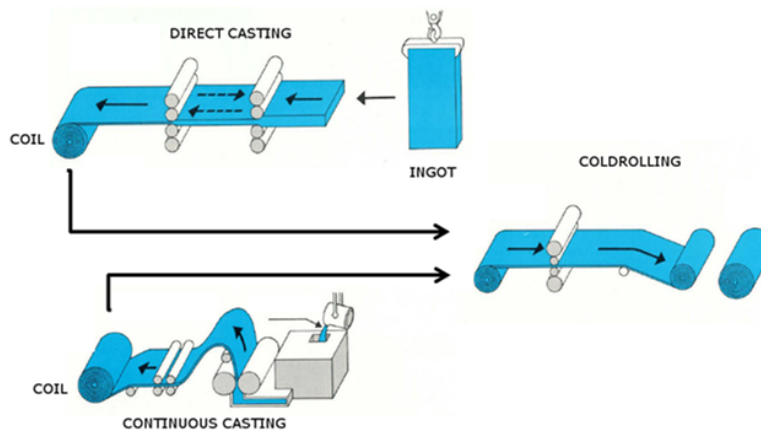 DIRECT CASTING
COIL
INGOT
COLDROLLING
COIL
CONTINUOUS CASTING